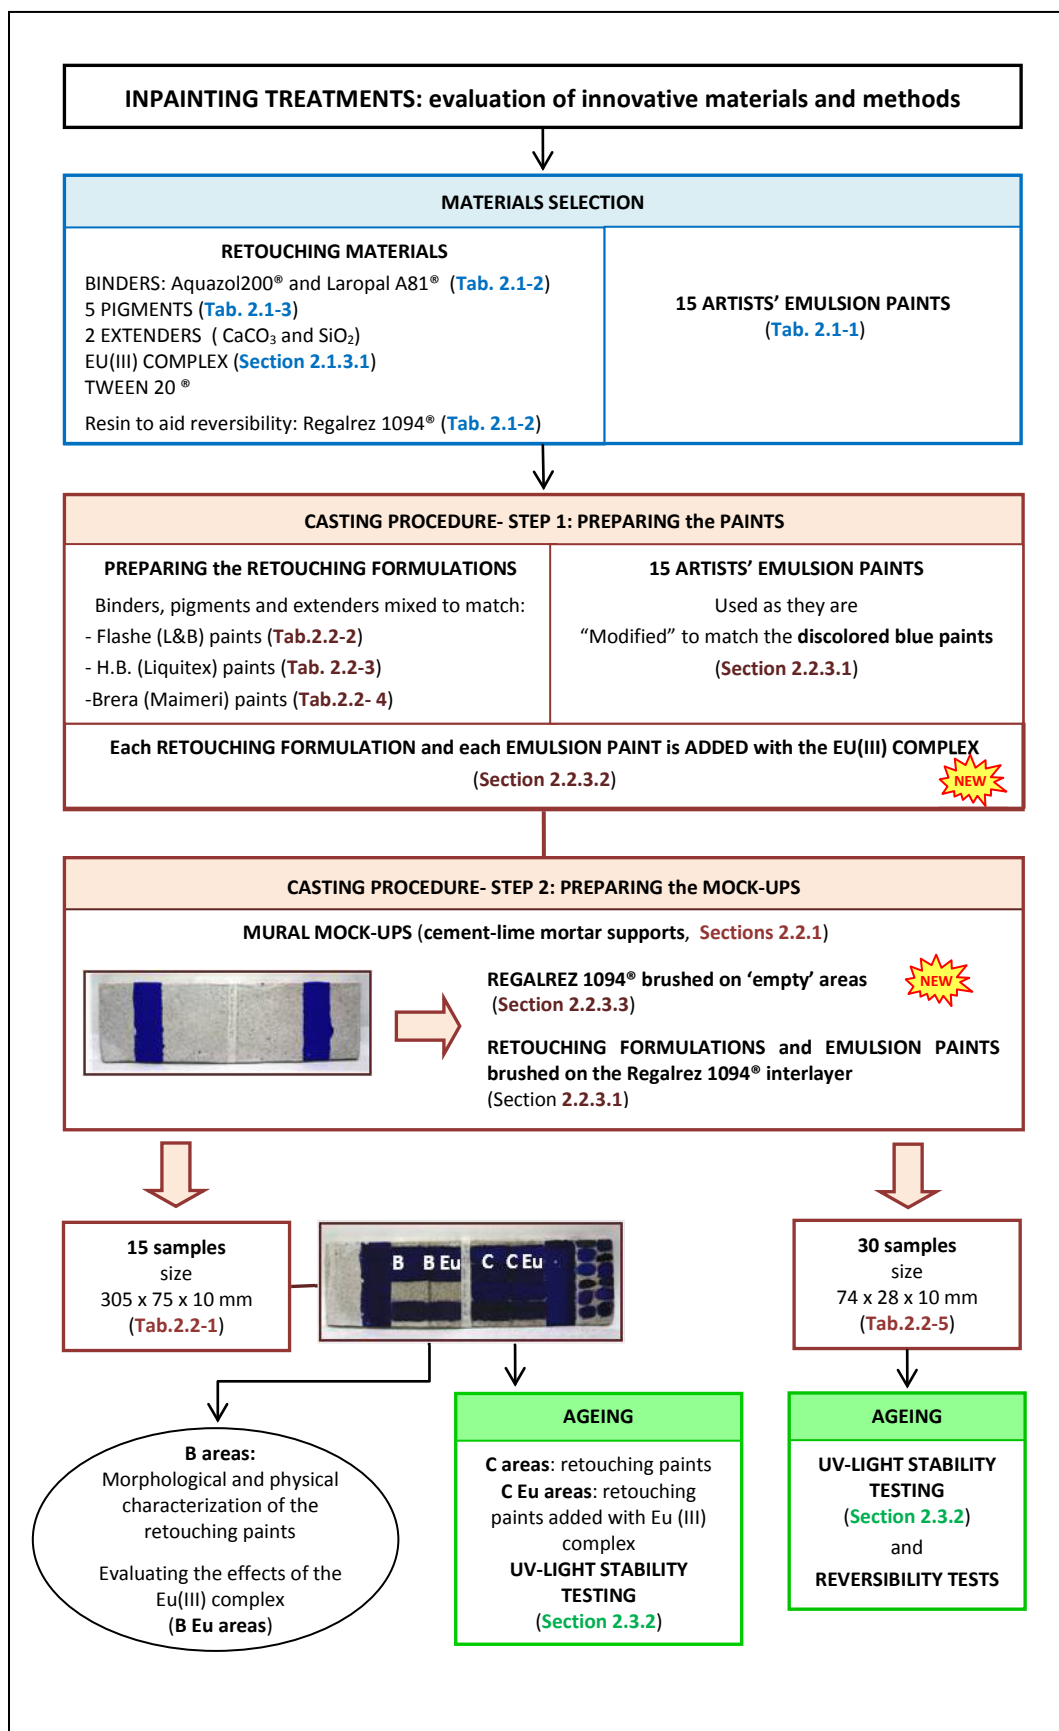 INPAINTING TREATMENTS: evaluation of innovative materials and methods
MATERIALS SELECTION
RETOUCHING MATERIALS
BINDERS: Aquazol200® and Laropal A81® (Tab. 2.1-2)
5 PIGMENTS (Tab. 2.1-3)
2 EXTENDERS ( CaCO₃ and SiO₂)
EU(III) COMPLEX (Section 2.1.3.1)
TWEEN 20 ®
Resin to aid reversibility: Regalrez 1094® (Tab. 2.1-2)
15 ARTISTS’ EMULSION PAINTS
(Tab. 2.1-1)
CASTING PROCEDURE- STEP 1: PREPARING the PAINTS
PREPARING the RETOUCHING FORMULATIONS
Binders, pigments and extenders mixed to match:
- Flashe (L&B) paints (Tab.2.2-2)
- H.B. (Liquitex) paints (Tab. 2.2-3)
-Brera (Maimeri) paints (Tab.2.2- 4)
15 ARTISTS’ EMULSION PAINTS
Used as they are
“Modified” to match the discolored blue paints
(Section 2.2.3.1)
Each RETOUCHING FORMULATION and each EMULSION PAINT is ADDED with the EU(III) COMPLEX
(Section 2.2.3.2)
NEW
CASTING PROCEDURE- STEP 2: PREPARING the MOCK-UPS
MURAL MOCK-UPS (cement-lime mortar supports, Sections 2.2.1)
REGALREZ 1094® brushed on ‘empty’ areas
(Section 2.2.3.3)
NEW
RETOUCHING FORMULATIONS and EMULSION PAINTS
brushed on the Regalrez 1094® interlayer
(Section 2.2.3.1)
15 samples
size
305 x 75 x 10 mm
(Tab.2.2-1)
B B Eu C C Eu
30 samples
size
74 x 28 x 10 mm
(Tab.2.2-5)
B areas:
Morphological and physical
characterization of the
retouching paints
Evaluating the effects of the
Eu(III) complex
(B Eu areas)
AGEING
C areas: retouching paints
C Eu areas: retouching
paints added with Eu (III)
complex
UV-LIGHT STABILITY
TESTING
(Section 2.3.2)
AGEING
UV-LIGHT STABILITY
TESTING
(Section 2.3.2)
and
REVERSIBILITY TESTS